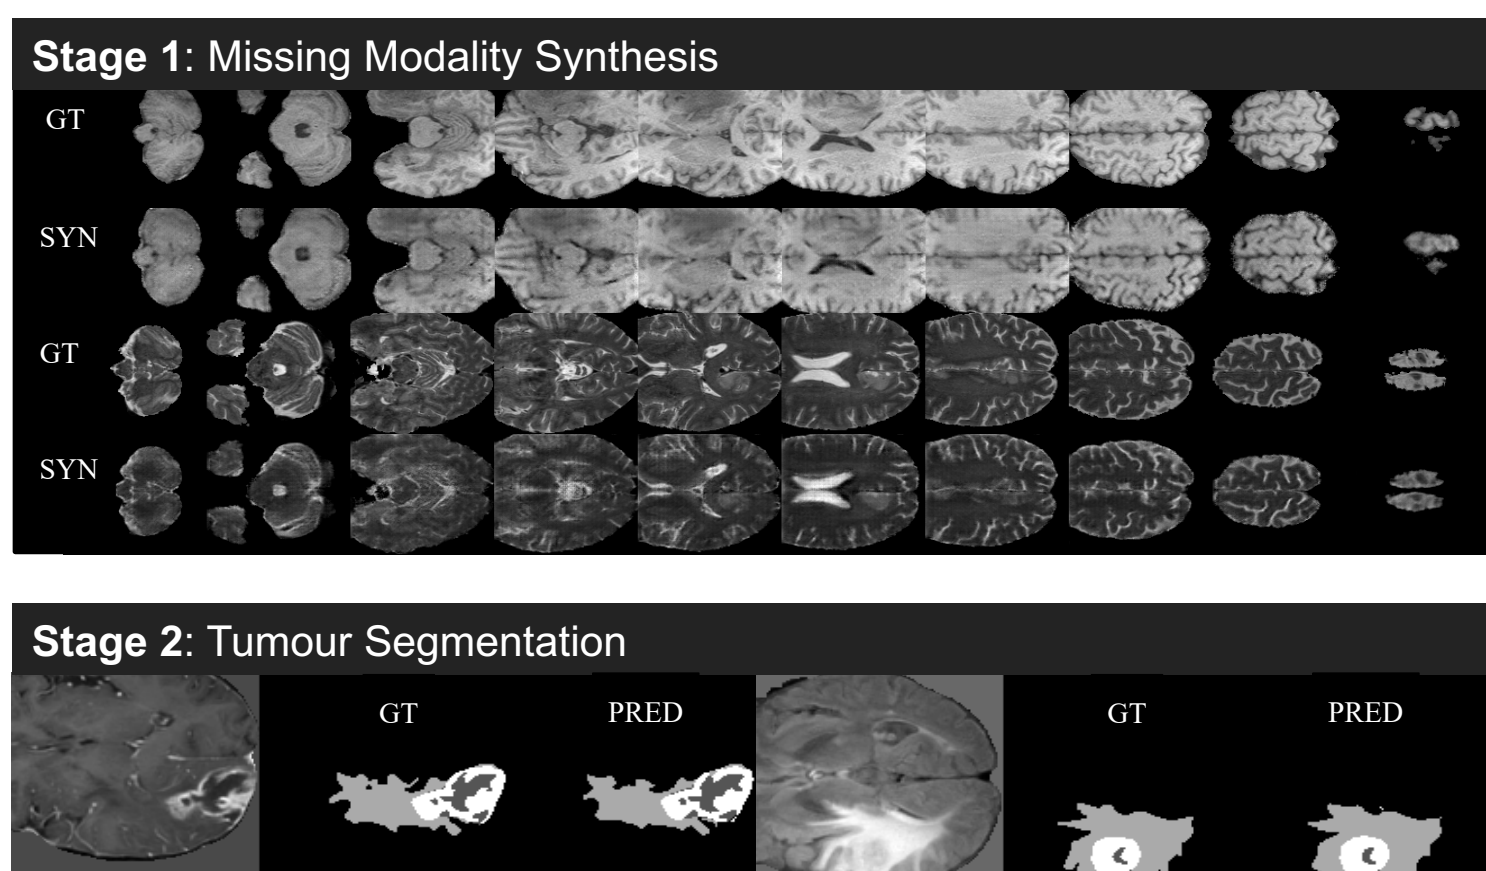 Stage 1: Missing Modality Synthesis
GT
SYN
GT
SYN
Stage 2: Tumour Segmentation
GT PRED GT PRED